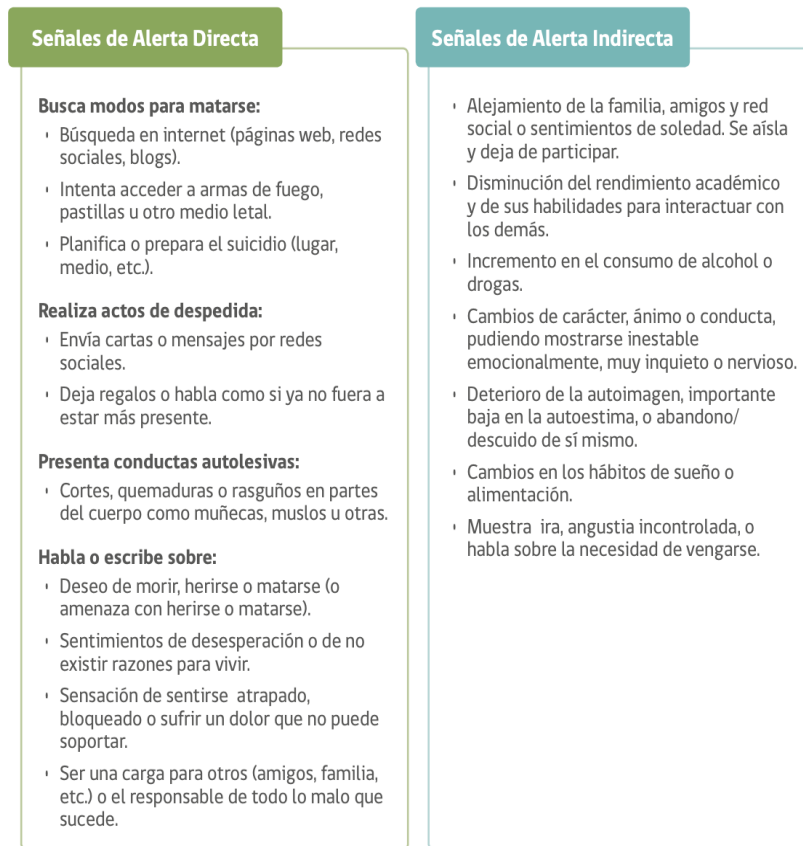 Señales de Alerta Directa
Busca modos para matarse:
Búsqueda en internet (páginas web, redes
sociales, blogs).
Intenta acceder a armas de fuego,
pastillas u otro medio letal.
Planifica o prepara el suicidio (lugar,
medio, etc.).
Realiza actos de despedida:
Envía cartas o mensajes por redes
sociales.
Deja regalos o habla como si ya no fuera a
estar más presente.
Presenta conductas autolesivas:
Cortes, quemaduras o rasguños en partes
del cuerpo como muñecas, muslos u otras.
Habla o escribe sobre:
Deseo de morir, herirse o matarse (o
amenaza con herirse o matarse).
Sentimientos de desesperación o de no
existir razones para vivir.
Sensación de sentirse atrapado,
bloqueado o sufrir un dolor que no puede
soportar.
Ser una carga para otros (amigos, familia,
etc.) o el responsable de todo lo malo que
sucede.
Señales de Alerta Indirecta
Alejamiento de la familia, amigos y red
social o sentimientos de soledad. Se aísla
y deja de participar.
Disminución del rendimiento académico
y de sus habilidades para interactuar con
los demás.
Incremento en el consumo de alcohol o
drogas.
Cambios de carácter, ánimo o conducta,
pudiendo mostrarse inestable
emocionalmente, muy inquieto o nervioso.
Deterioro de la autoimagen, importante
baja en la autoestima, o abandono/
descuido de sí mismo.
Cambios en los hábitos de sueño o
alimentación.
Muestra ira, angustia incontrolada, o
habla sobre la necesidad de vengarse.